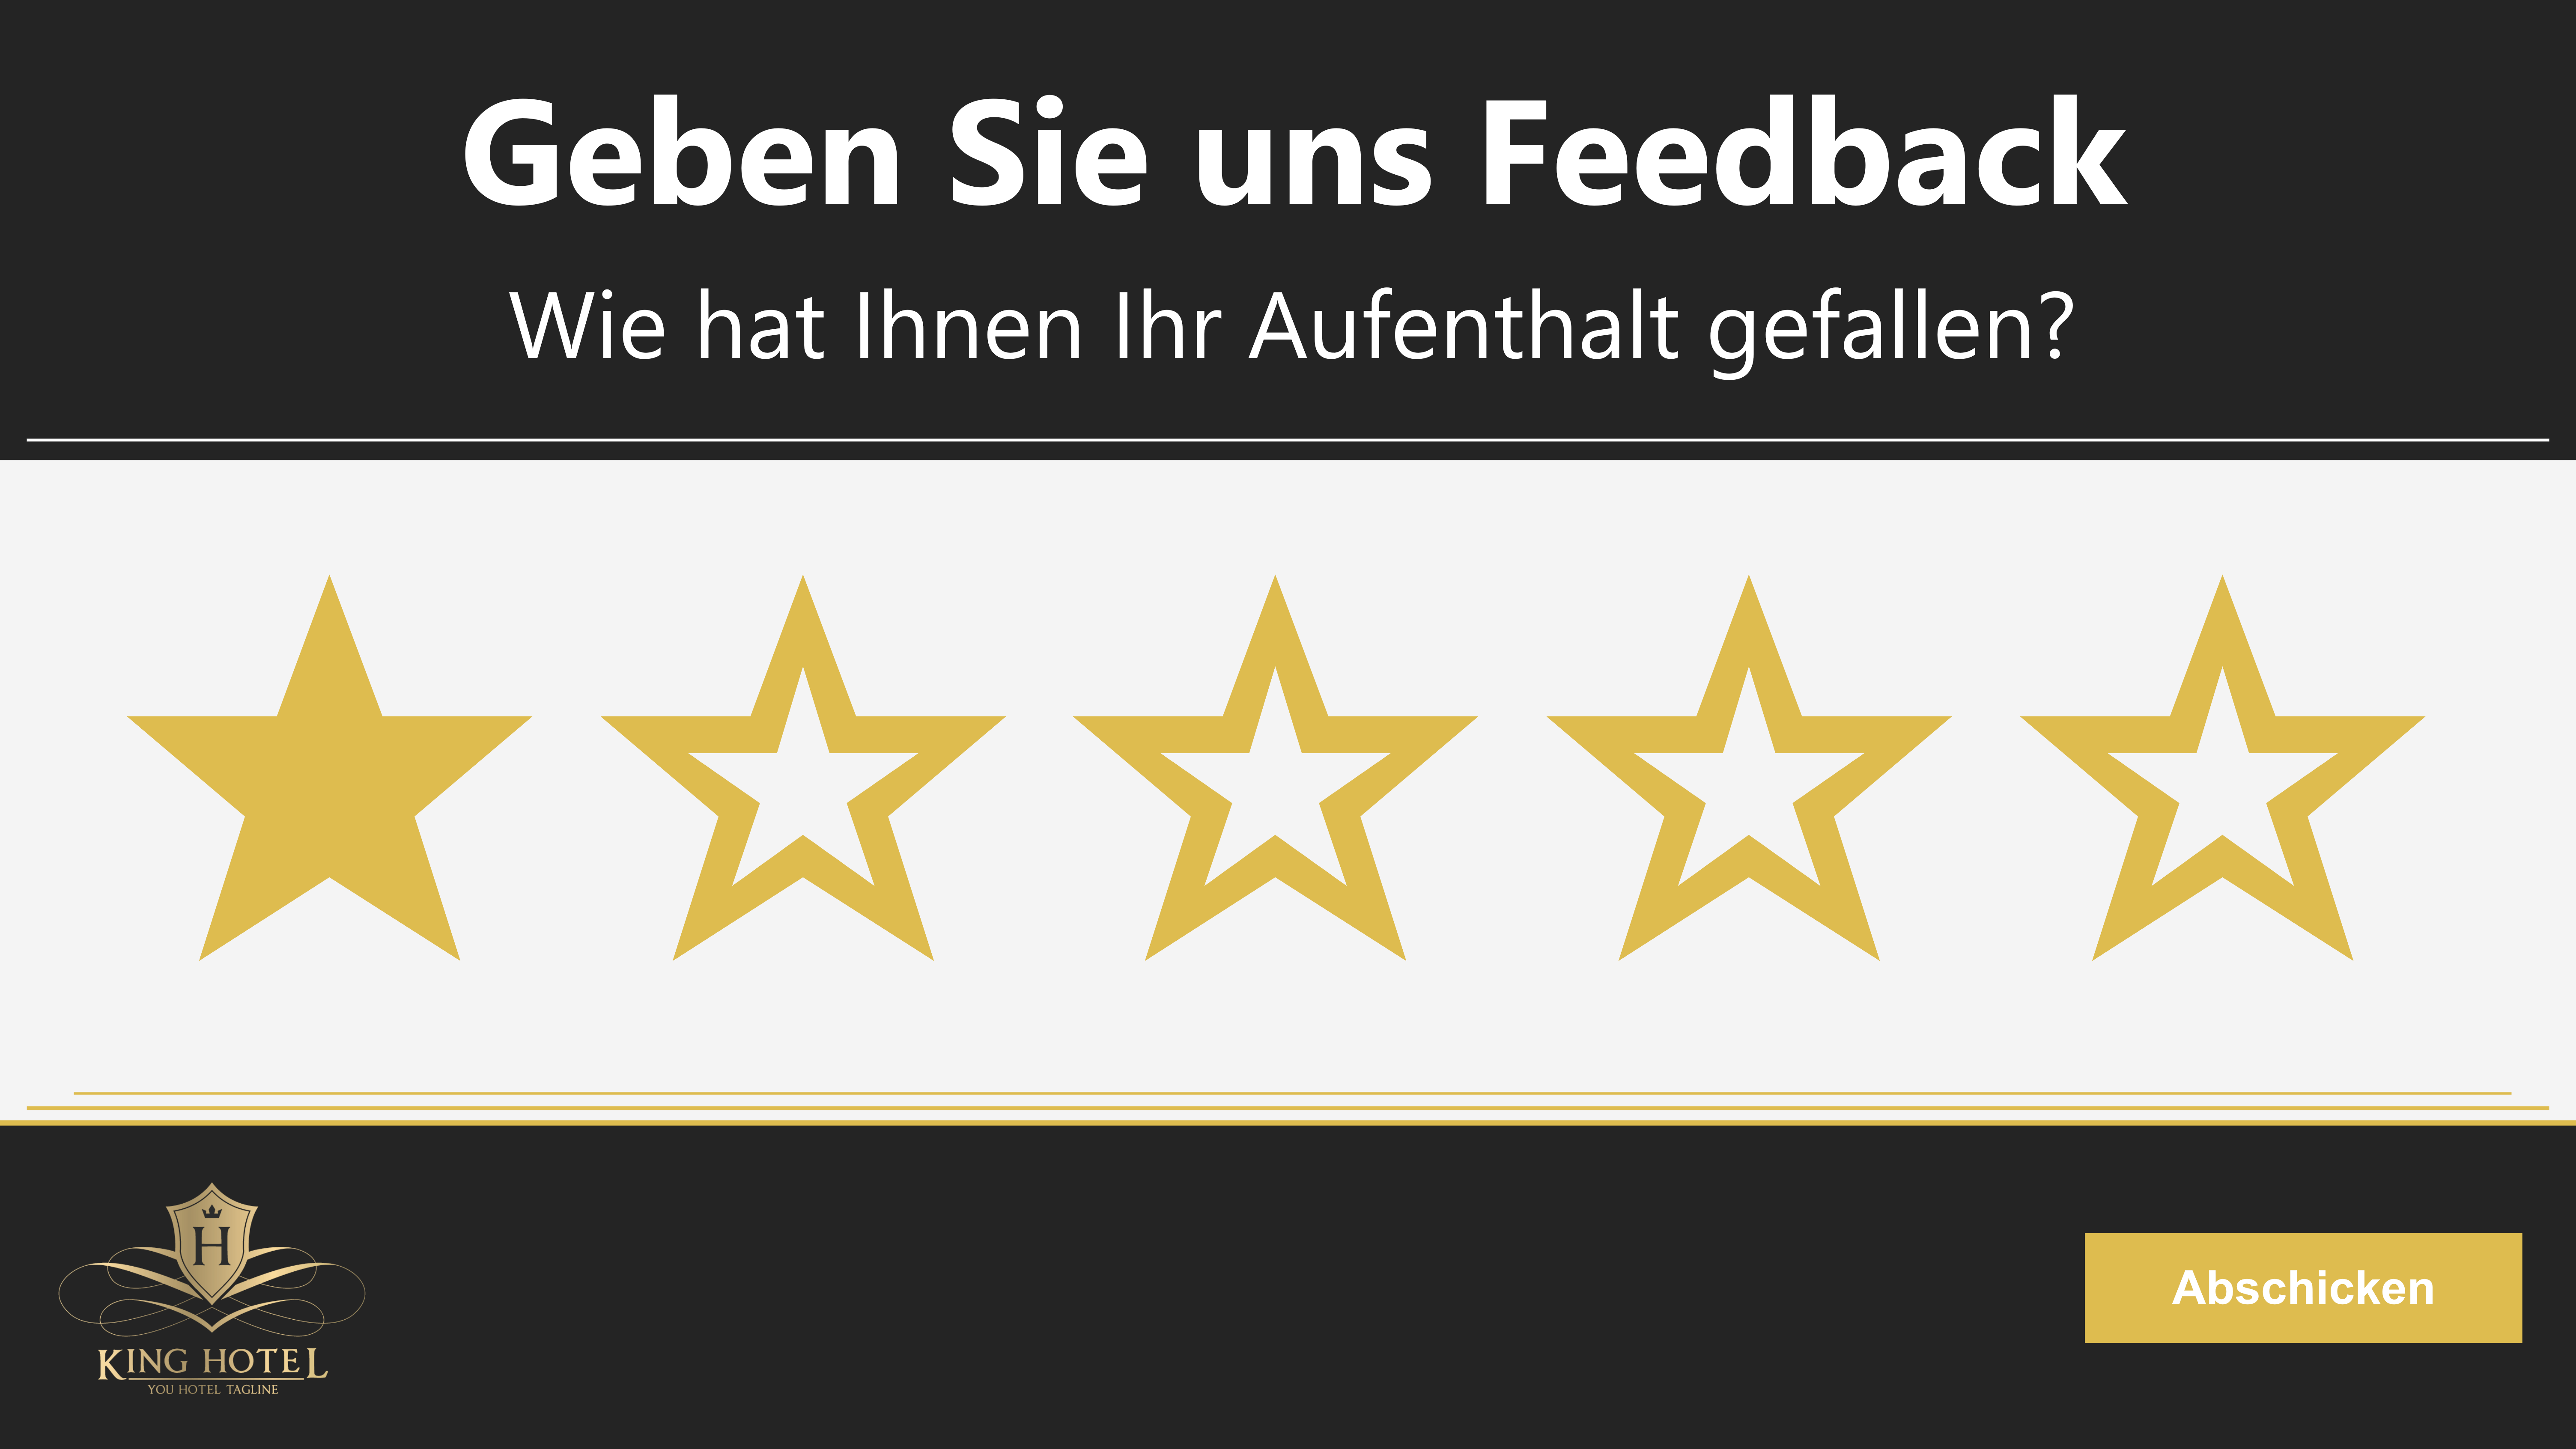 Geben Sie uns Feedback
Wie hat Ihnen Ihr Aufenthalt gefallen?
H
KING HOTEL
YOU HOTEL TAGLINE
Abschicken